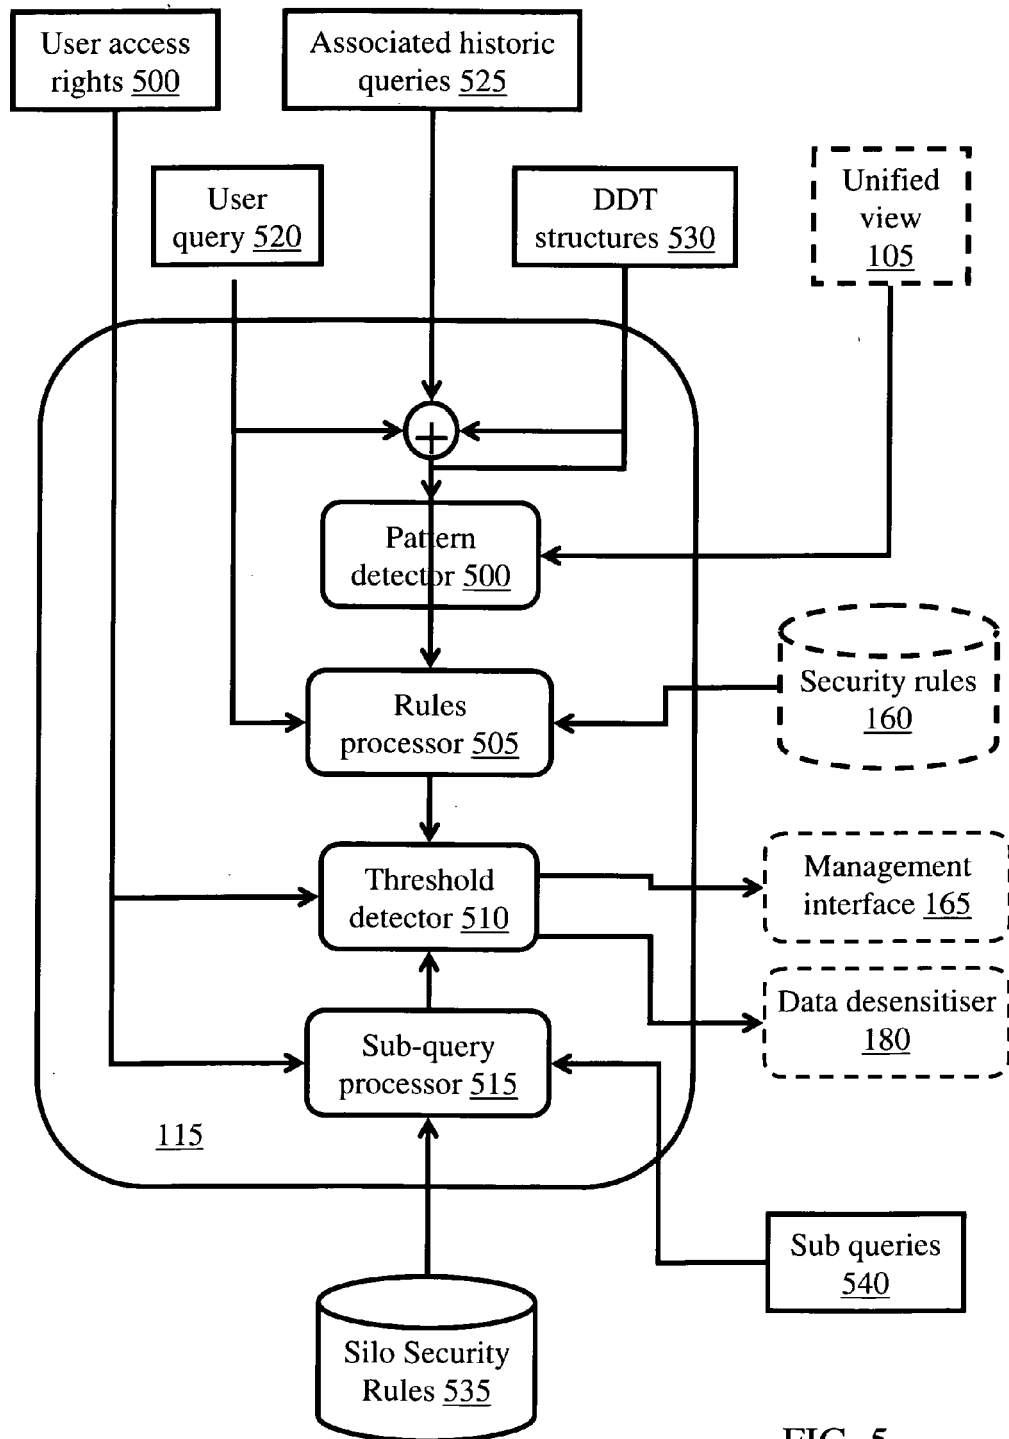 User access
rights 500
Associated historic
queries 525
User
query 520
DDT
structures 530
Unified
view
105
Pattern
detector 500
Rules
processor 505
Security rules
160
Threshold
detector 510
Management
interface 165
Data desensitiser
180
Sub-query
processor 515
115
Sub queries
540
Silo Security
Rules 535
FIG. 5